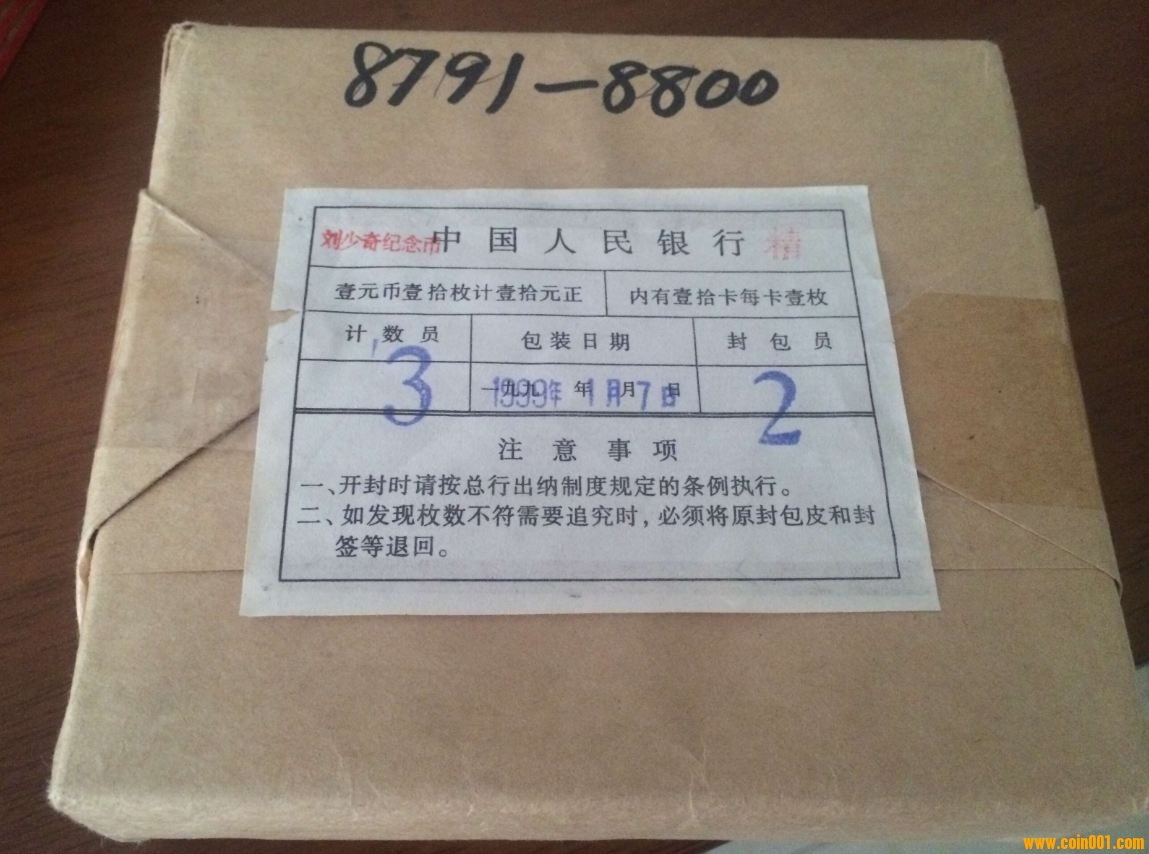 8791-8800
刘少奇纪念币 中国人民银行 精
壹元币壹拾枚计壹拾元正 内有壹拾卡每卡壹枚
计数员 包装日期 封包员
3 1999年1月7日 2
注意事项
一、开封时请按总行出纳制度规定的条例执行。
二、如发现枚数不符需要追究时,必须将原封包皮和封
签等退回。
www.coin001.com